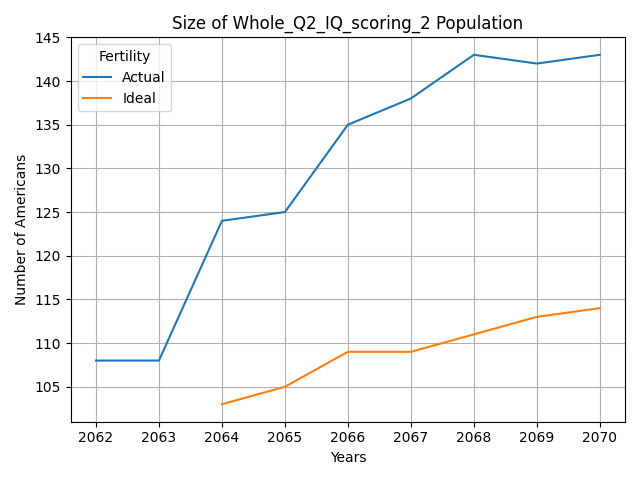 Size of Whole_Q2_IQ_scoring_2 Population
Fertility
Actual
Ideal
Number of Americans
145
140
135
130
125
120
115
110
105
2062 2063 2064 2065 2066 2067 2068 2069 2070
Years